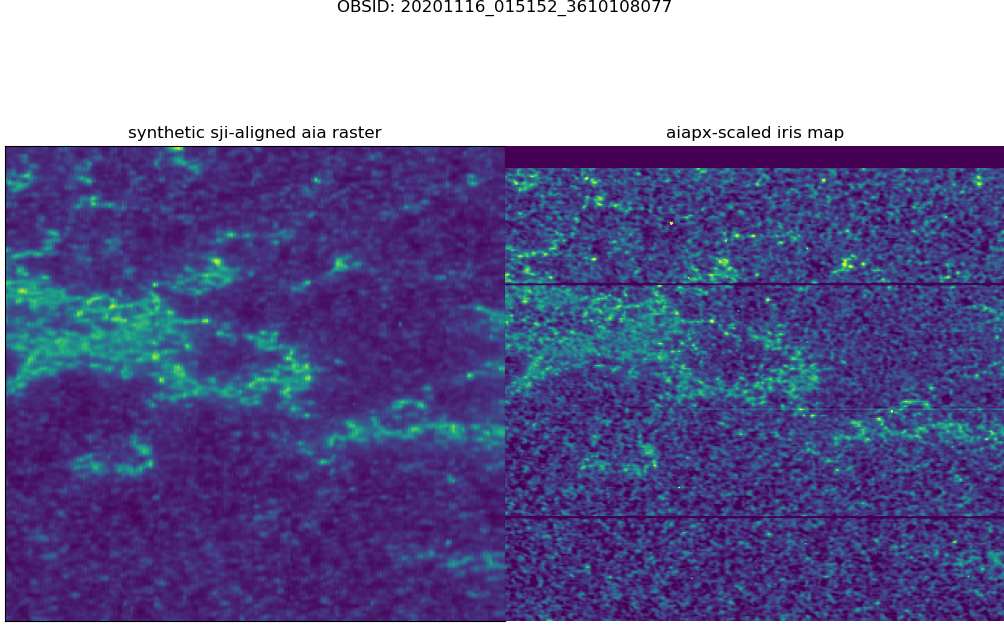 OBSID: 20201116_015152_3610108077
synthetic sji-aligned aia raster
aiapx-scaled iris map